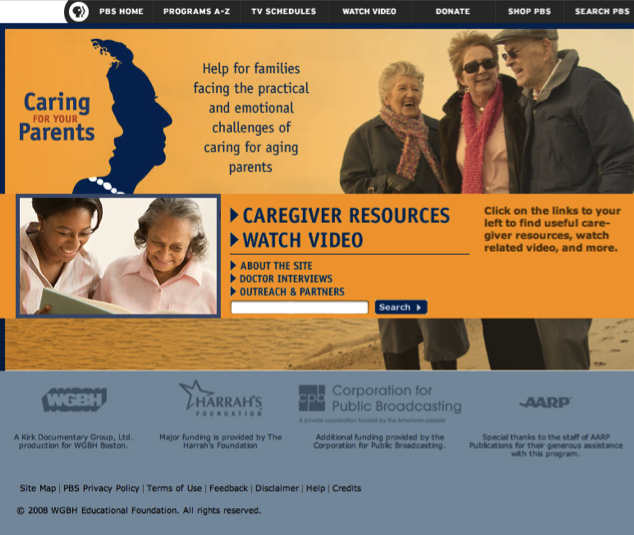 PBS HOME PROGRAMS A-Z TV SCHEDULES WATCH VIDEO DONATE SHOP PBS SEARCH PBS
Caring
FOR YOUR
Parents
Help for families
facing the practical
and emotional
challenges of
caring for aging
parents
CAREGIVER RESOURCES
WATCH VIDEO
ABOUT THE SITE
DOCTOR INTERVIEWS
OUTREACH & PARTNERS
Search
Click on the links to your
left to find useful care-
giver resources, watch
related video, and more.
WGBH
A Kirk Documentary Group, Ltd.
production for WGBH Boston.
HARRAH'S
FOUNDATION
Major funding is provided by The
Harrah's Foundation
cpb
Corporation for
Public Broadcasting
A private corporation funded by the American people
Additional funding provided by the
Corporation for Public Broadcasting.
AARP
Special thanks to the staff of AARP
Publications for their generous assistance
with this program.
Site Map | PBS Privacy Policy | Terms of Use | Feedback | Disclaimer | Help | Credits
© 2008 WGBH Educational Foundation. All rights reserved.